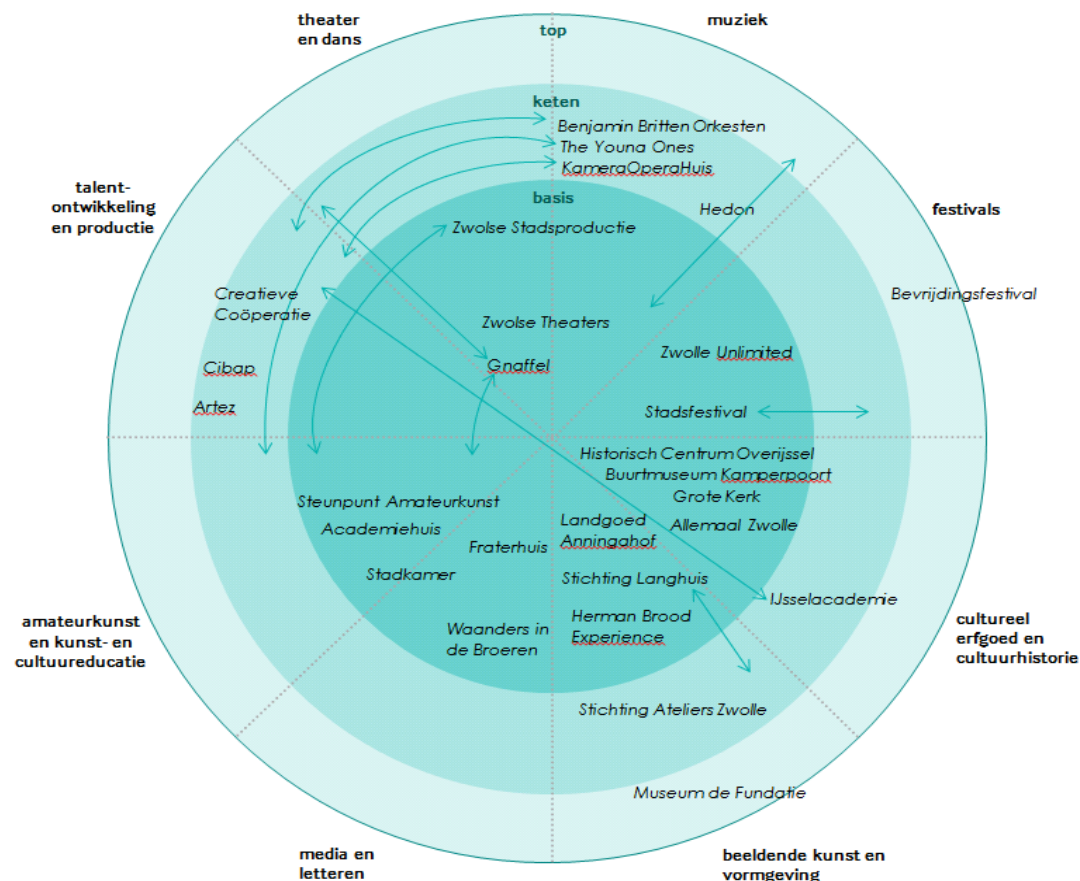 theater
en dans
muziek
top
keten
Benjamin Britten Orkesten
The Youna Ones
KameraOperaHuis
talent-
ontwikkeling
en productie
basis
Hedon
festivals
Zwolse Stadsproductie
Creatieve
Coöperatie
Bevrijdingsfestival
Zwolse Theaters
Zwolle Unlimited
Gnaffel
Cibap
Artez
Stadsfestival
Historisch Centrum Overijssel
Buurtmuseum Kamperpoort
Grote Kerk
Steunpunt Amateurkunst
Academiehuis
Landgoed
Anningahof
Allemaal Zwolle
Fraterhuis
Stadkamer
Stichting Langhuis
IJsselacademie
amateurkunst
en kunst- en
cultuureducatie
Waanders in
de Broeren
Herman Brood
Experience
cultureel
erfgoed en
cultuurhistorie
Stichting Ateliers Zwolle
Museum de Fundatie
media en
letteren
beeldende kunst en
vormgeving